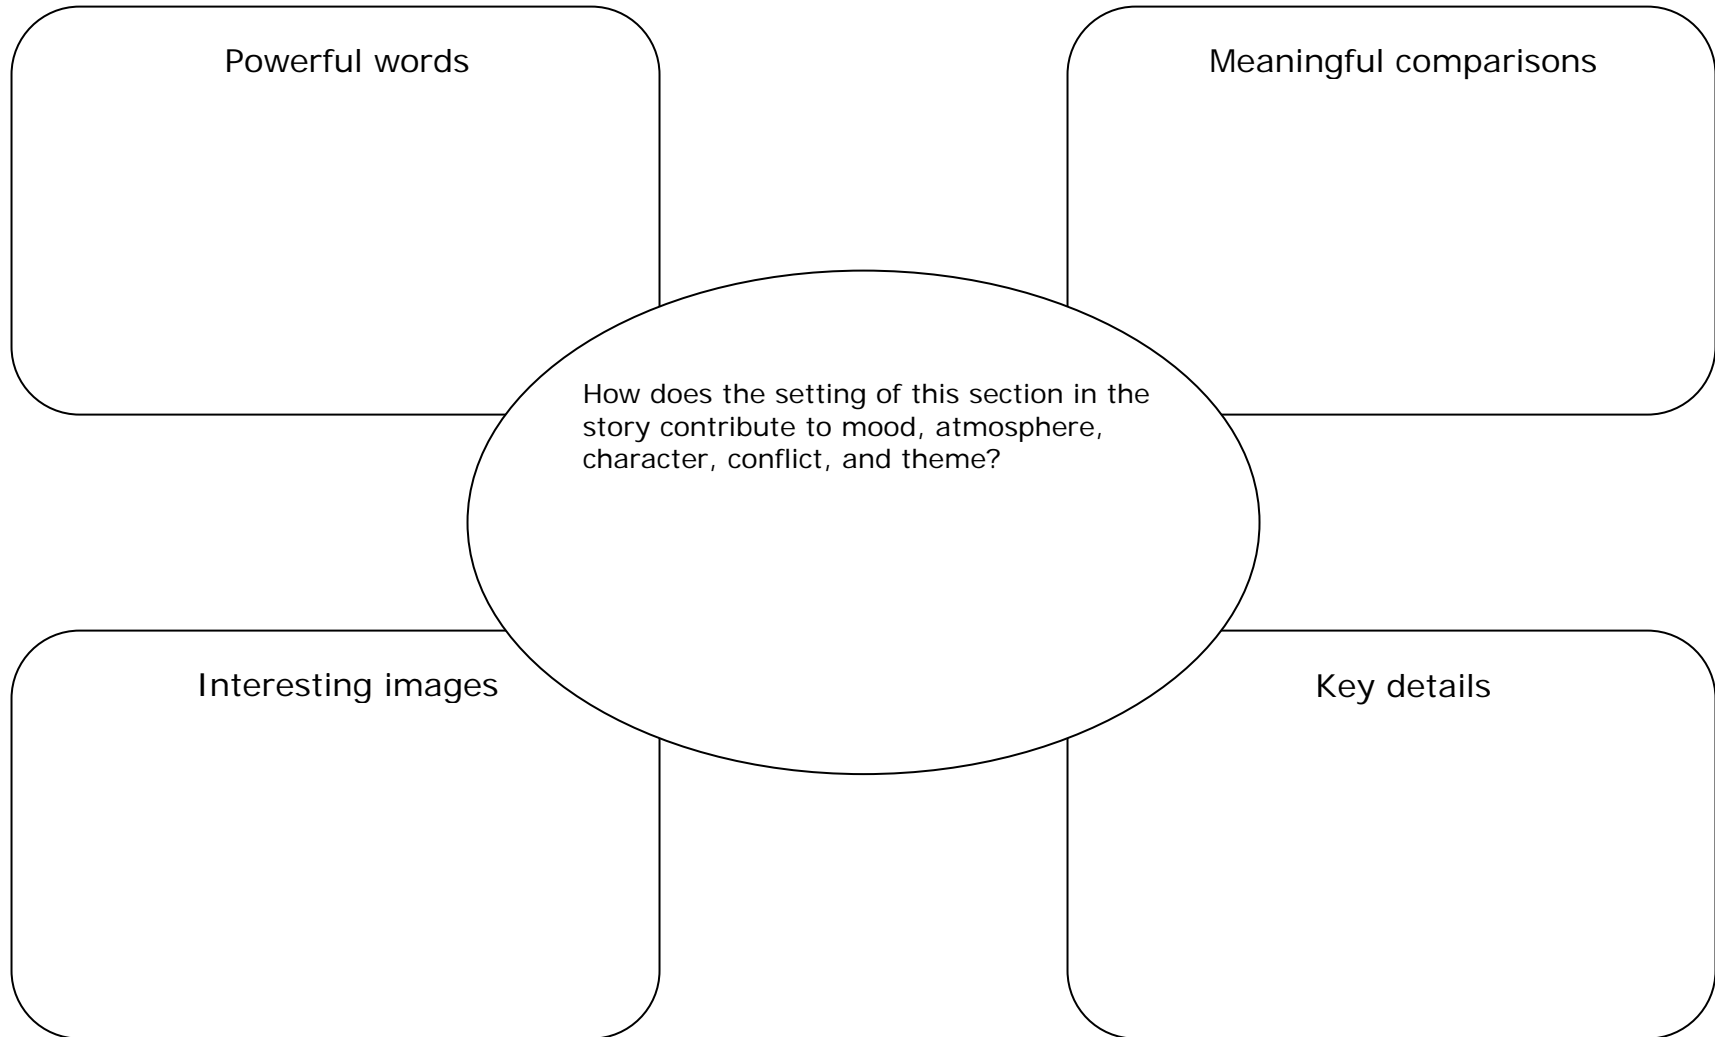 Powerful words
Meaningful comparisons
How does the setting of this section in the
story contribute to mood, atmosphere,
character, conflict, and theme?
Interesting images
Key details